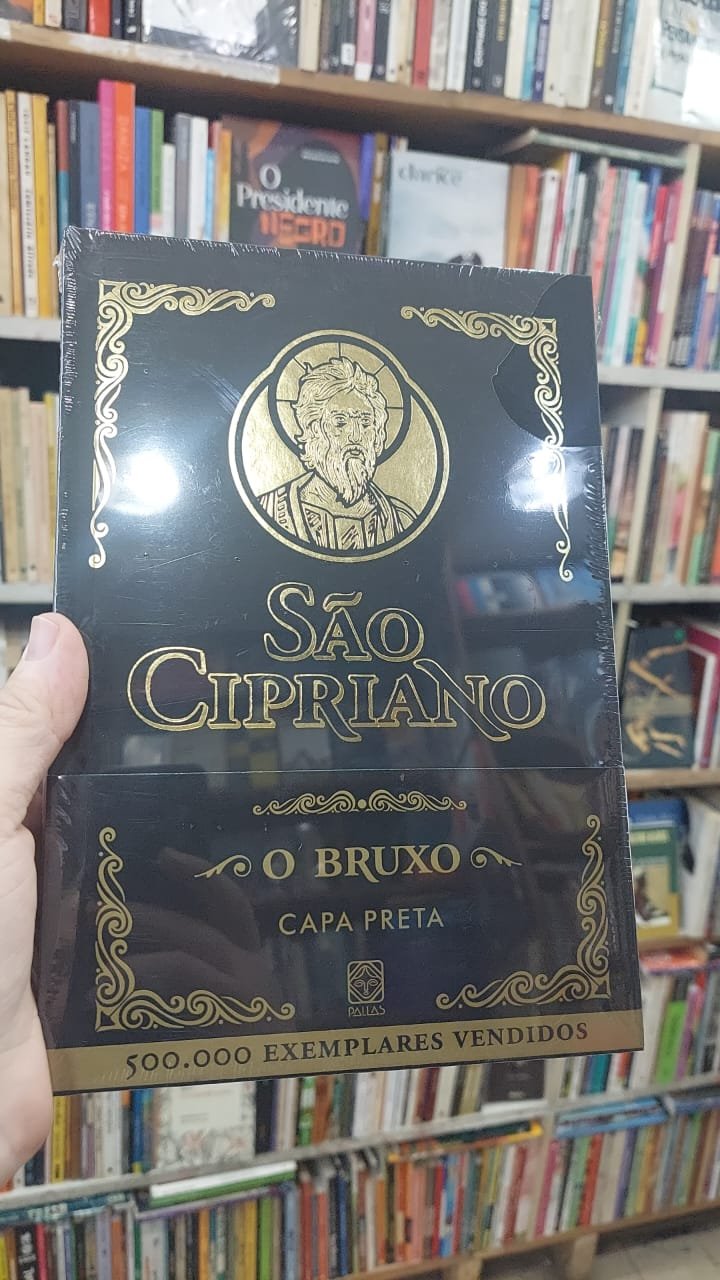 O
Presidente
NEGRO
clarice
SÃO
CIPRIANO
O BRUXO
CAPA PRETA
PALLAS
500.000 EXEMPLARES VENDIDOS